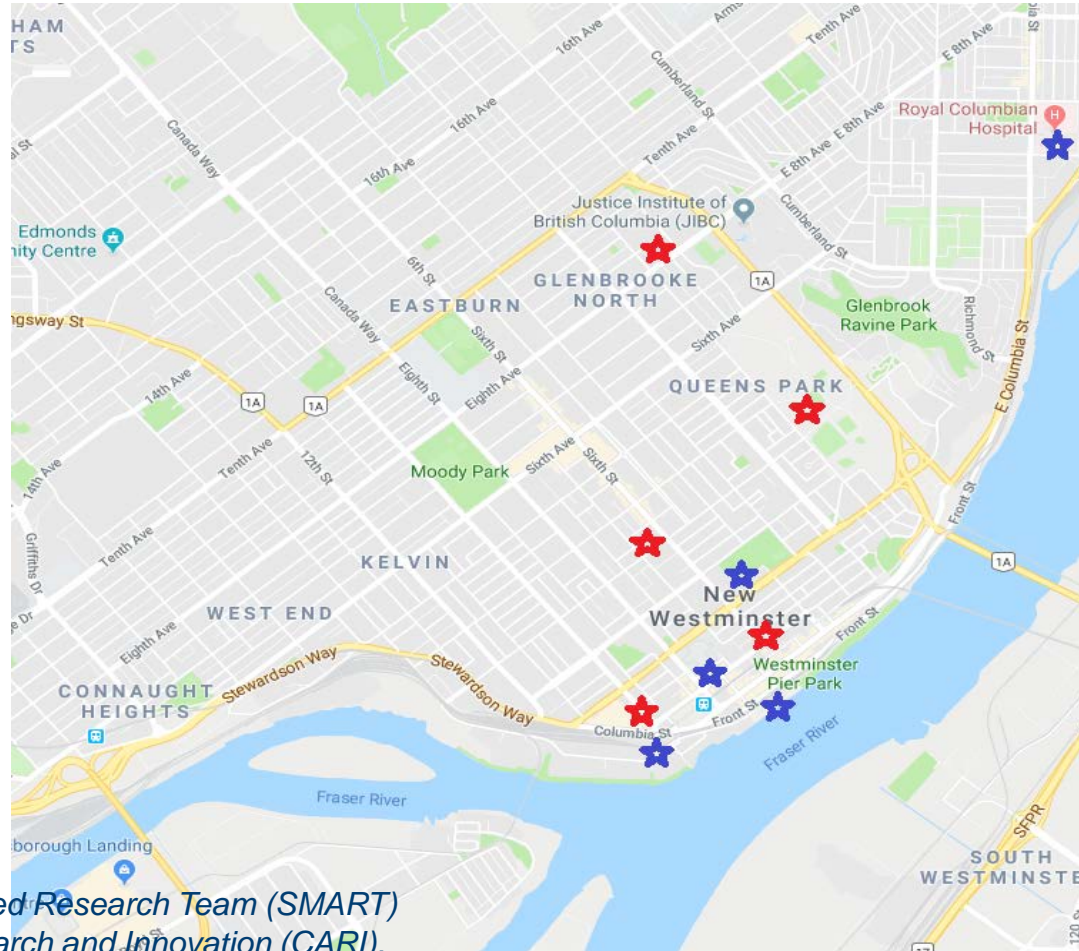 HAM
TS
16th Ave
Tenth Ave
E 8th Ave
Cumberland St
16th Ave
Canada Way
Royal Columbian
Hospital
H
E 8th Ave
E 8th Ave
Tenth Ave
16th Ave
Justice Institute of
British Columbia (JIBC)
Cumberland St
Edmonds
nity Centre
6th St
1A
GLENBROOKE
NORTH
Canada Way
EASTBURN
Glenbrook
Ravine Park
Richmond St
ngsway St
Sixth St
Sixth Ave
E Columbia St
14th Ave
Eighth St
Eighth Ave
QUEENS PARK
1A
1A
Tenth Ave
12th St
Sixth Ave
Sixth St
Moody Park
14th Ave
Front St
Griffiths Dr
Tenth Ave
KELVIN
1A
New
Westminster
WEST END
Front St
Eighth Ave
Stewardson Way
Stewardson Way
Westminster
Pier Park
CONNAUGHT
HEIGHTS
Front St
Columbia St
Fraser River
Fraser River
SFPR
sborough Landing
SOUTH
WESTMINSTE
ed Research Team (SMART)
arch and Innovation (CARI).
120 S